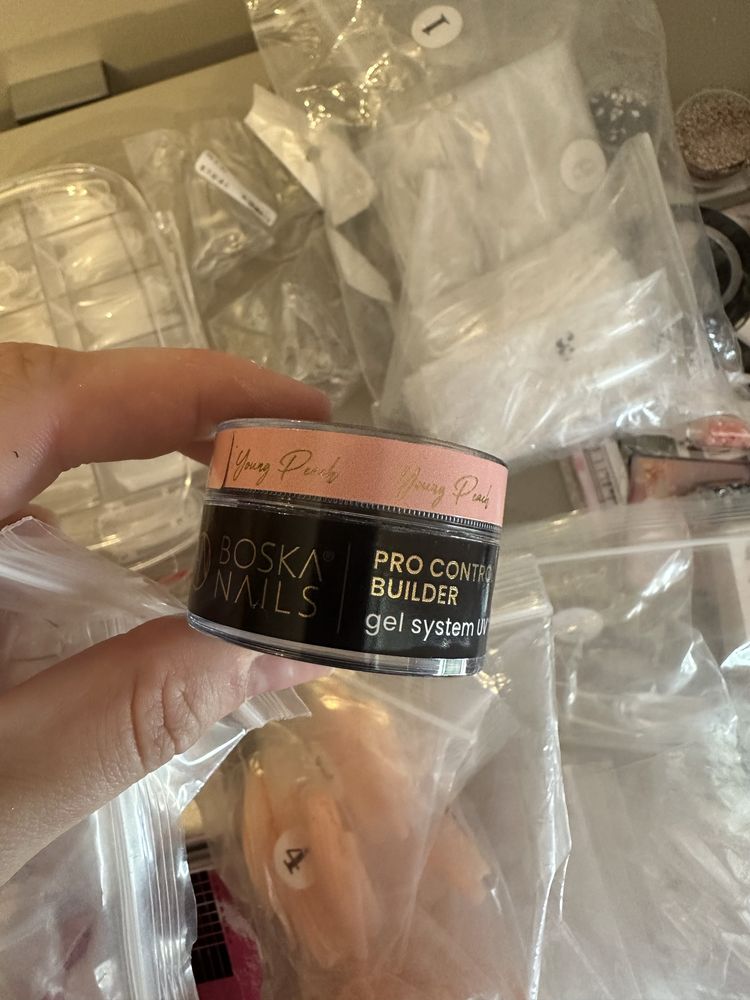 1
Young Peach Young Peach
BOSKA®
NAILS
PRO CONTRO
BUILDER
gel system UV
4